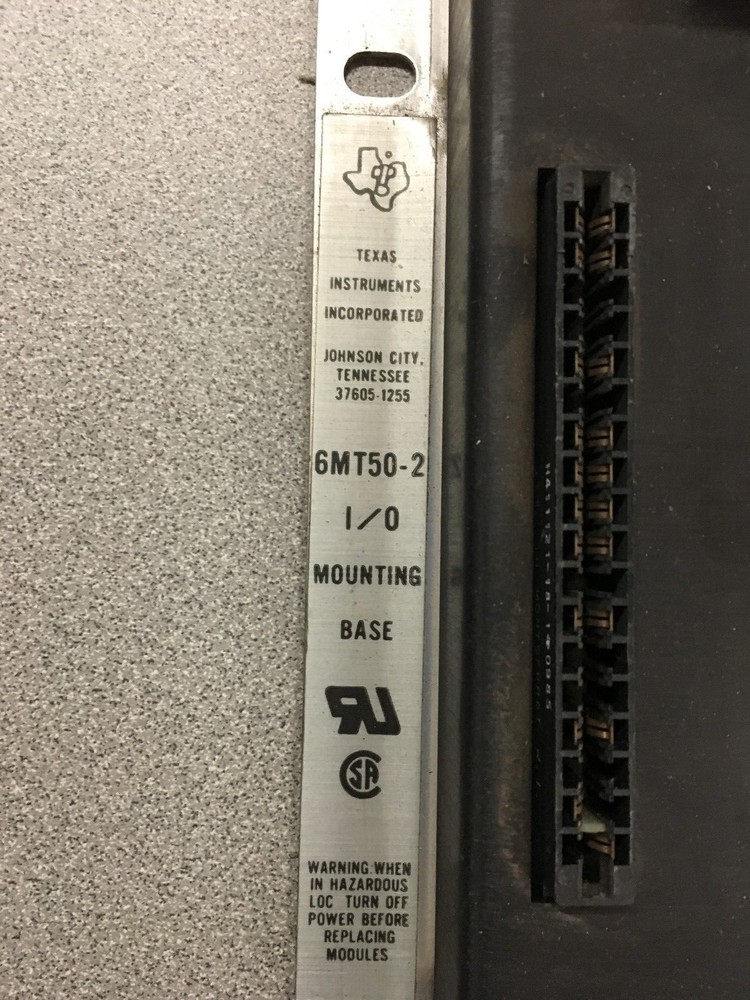 TEXAS
INSTRUMENTS
INCORPORATED
JOHNSON CITY,
TENNESSEE
37605-1255
6MT50-2
I/O
MOUNTING
BASE
WARNING:WHEN
IN HAZARDOUS
LOC TURN OFF
POWER BEFORE
REPLACING
MODULES